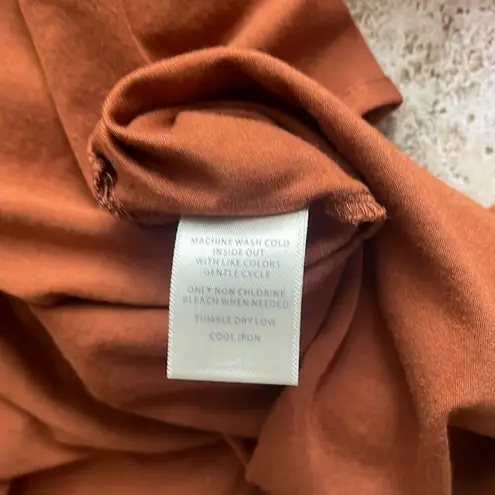 MACHINE WASH COLD
INSIDE OUT
WITH LIKE COLORS
GENTLE CYCLE
ONLY NON CHLORINE
BLEACH WHEN NEEDED
TUMBLE DRY LOW
COOL IRON